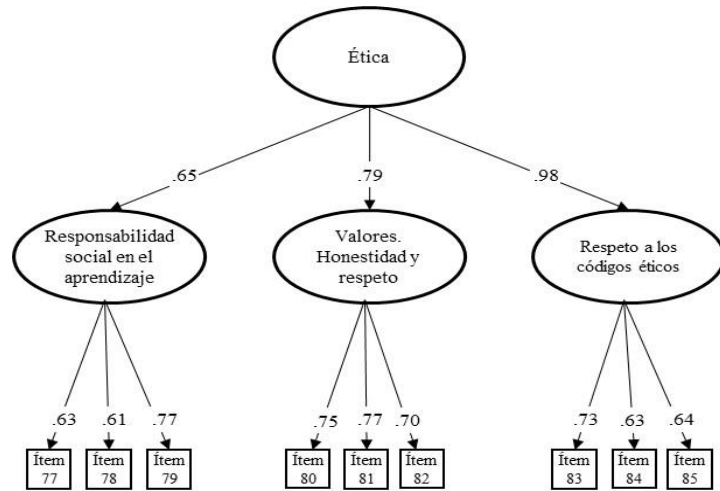 Ética
.65
.79
.98
Responsabilidad
social en el
aprendizaje
Valores.
Honestidad y
respeto
Respeto a los
códigos éticos
.63
.61
.77
.75
.77
.70
.73
.63
.64
Ítem
77
Ítem
78
Ítem
79
Ítem
80
Ítem
81
Ítem
82
Ítem
83
Ítem
84
Ítem
85